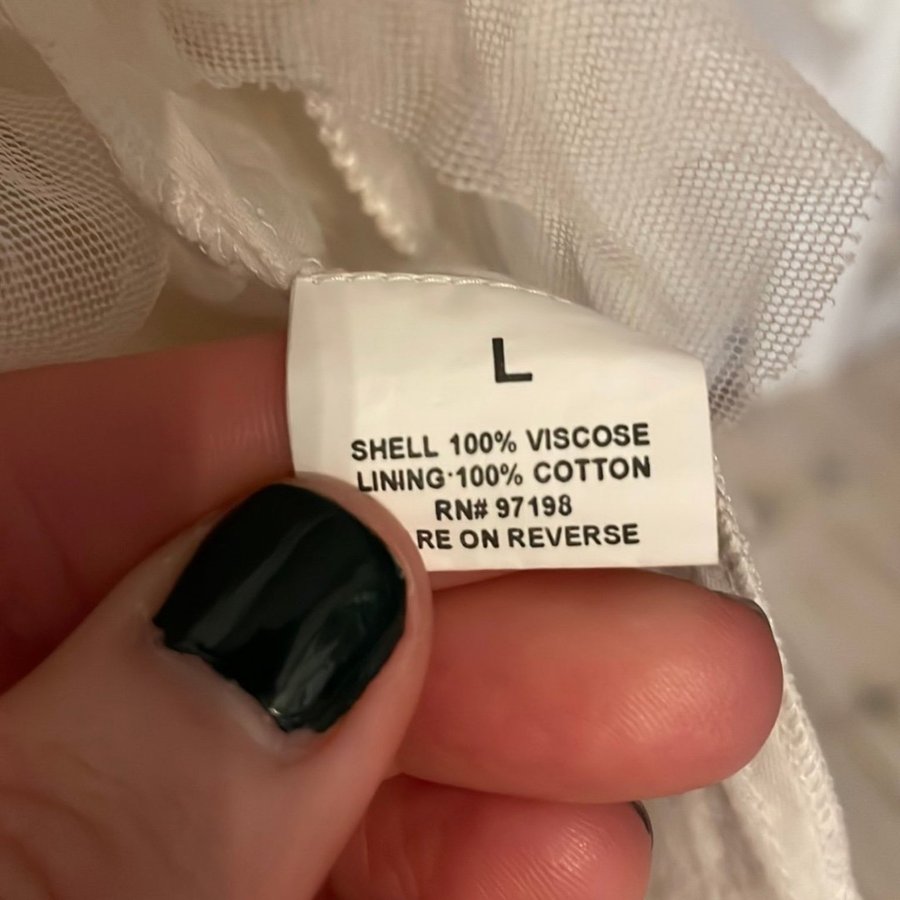 L
SHELL 100% VISCOSE
LINING·100% COTTON
RN# 97198
RE ON REVERSE